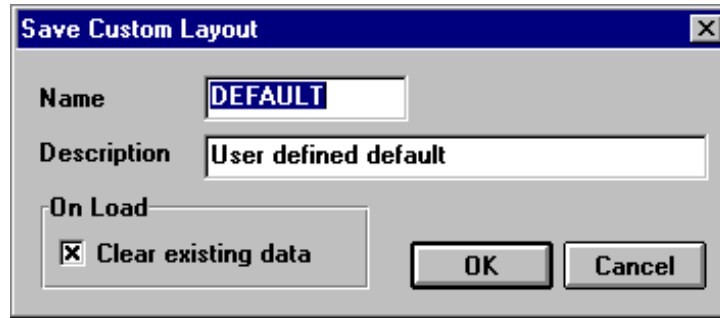 Save Custom Layout
Name DEFAULT
Description User defined default
On Load
Clear existing data
OK Cancel